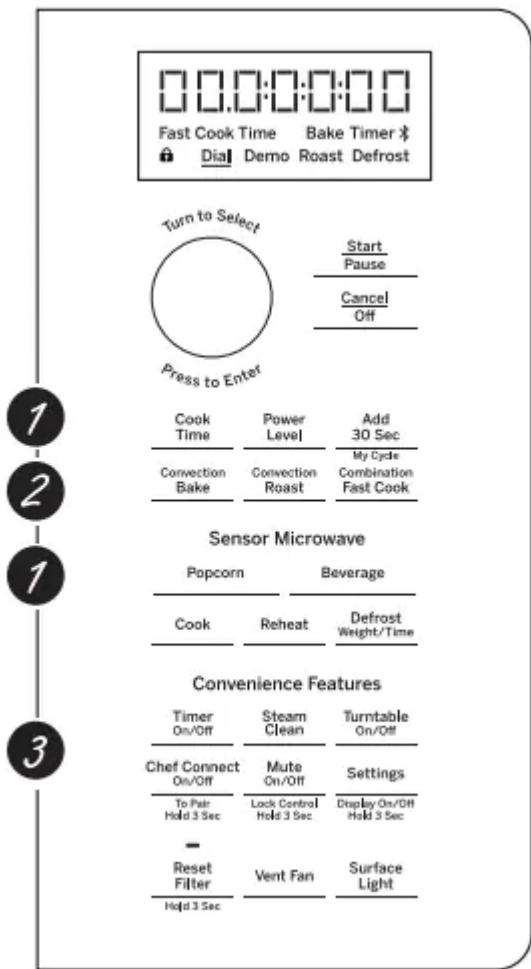 00.0:0:0:00
Fast Cook Time Bake Timer
Dial Demo Roast Defrost
Turn to Select
Press to Enter
Start
Pause
Cancel
Off
1
Cook
Time
Power
Level
Add
30 Sec
My Cycle
2
Convection
Bake
Convection
Roast
Combination
Fast Cook
Sensor Microwave
1
Popcorn
Beverage
Cook
Reheat
Defrost
Weight/Time
Convenience Features
3
Timer
On/Off
Steam
Clean
Turntable
On/Off
Chef Connect
On/Off
To Pair
Hold 3 Sec
Mute
On/Off
Lock Control
Hold 3 Sec
Settings
Display On/Off
Hold 3 Sec
Reset
Filter
Hold 3 Sec
Vent Fan
Surface
Light